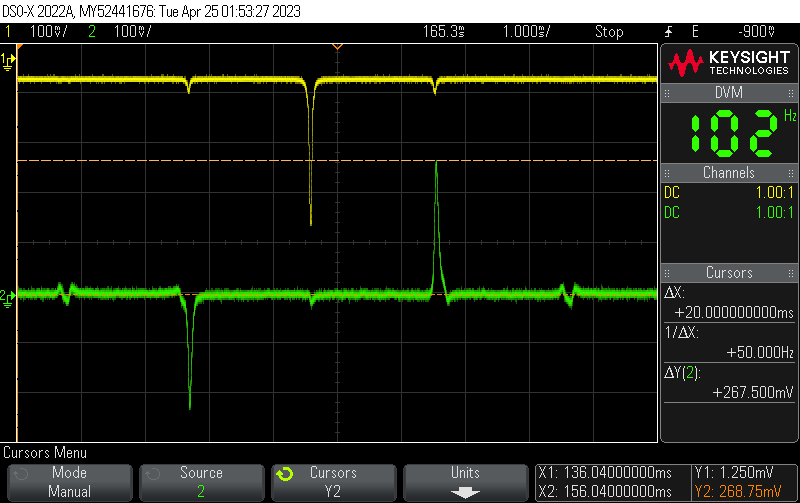 DSO-X 2022A, MY52441676: Tue Apr 25 01:53:27 2023
1 100%/ 2 100%/ 165.3% 1.000%/ Stop E -900%
1
2
KEYSIGHT
TECHNOLOGIES
DVM
102 Hz
Channels
DC 1.00:1
DC 1.00:1
Cursors
ΔX:
+20.000000000ms
1/ΔX:
+50.000Hz
ΔY(2):
+267.500mV
Cursors Menu
Mode
Manual
Source
2
Cursors
Y2
Units
X1: 136.04000000ms
X2: 156.04000000ms
Y1: 1.250mV
Y2: 268.75mV